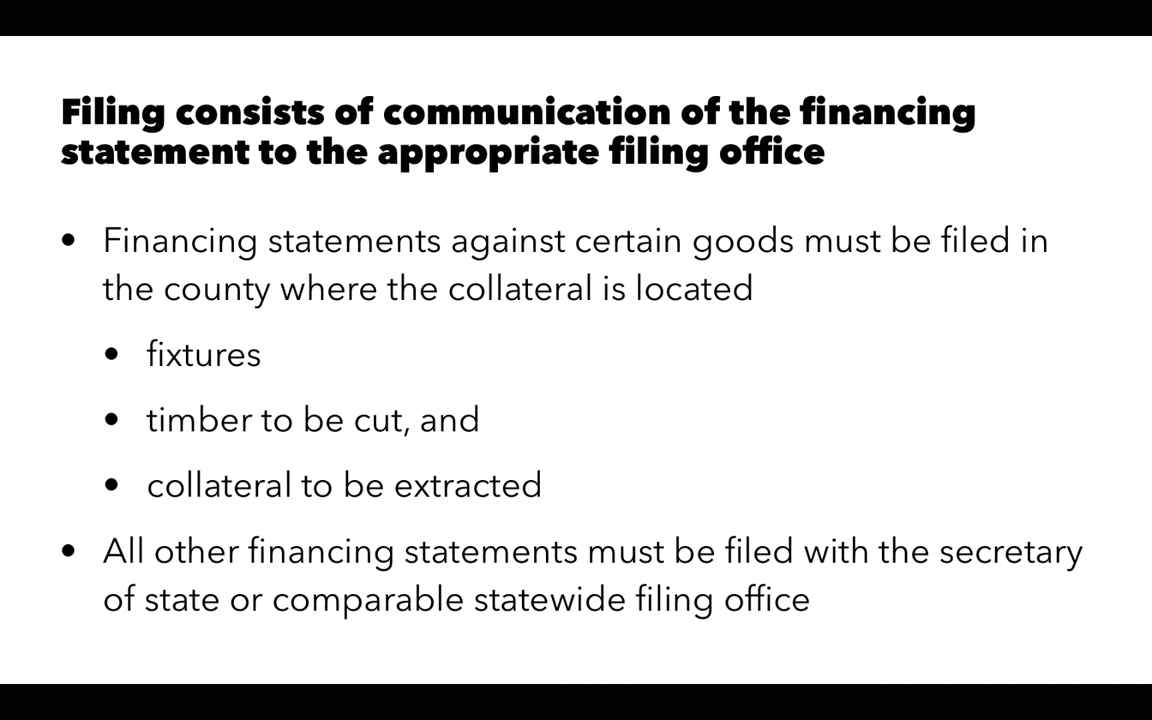 Filing consists of communication of the financing
statement to the appropriate filing office
• Financing statements against certain goods must be filed in
the county where the collateral is located
• fixtures
• timber to be cut, and
• collateral to be extracted
• All other financing statements must be filed with the secretary
of state or comparable statewide filing office